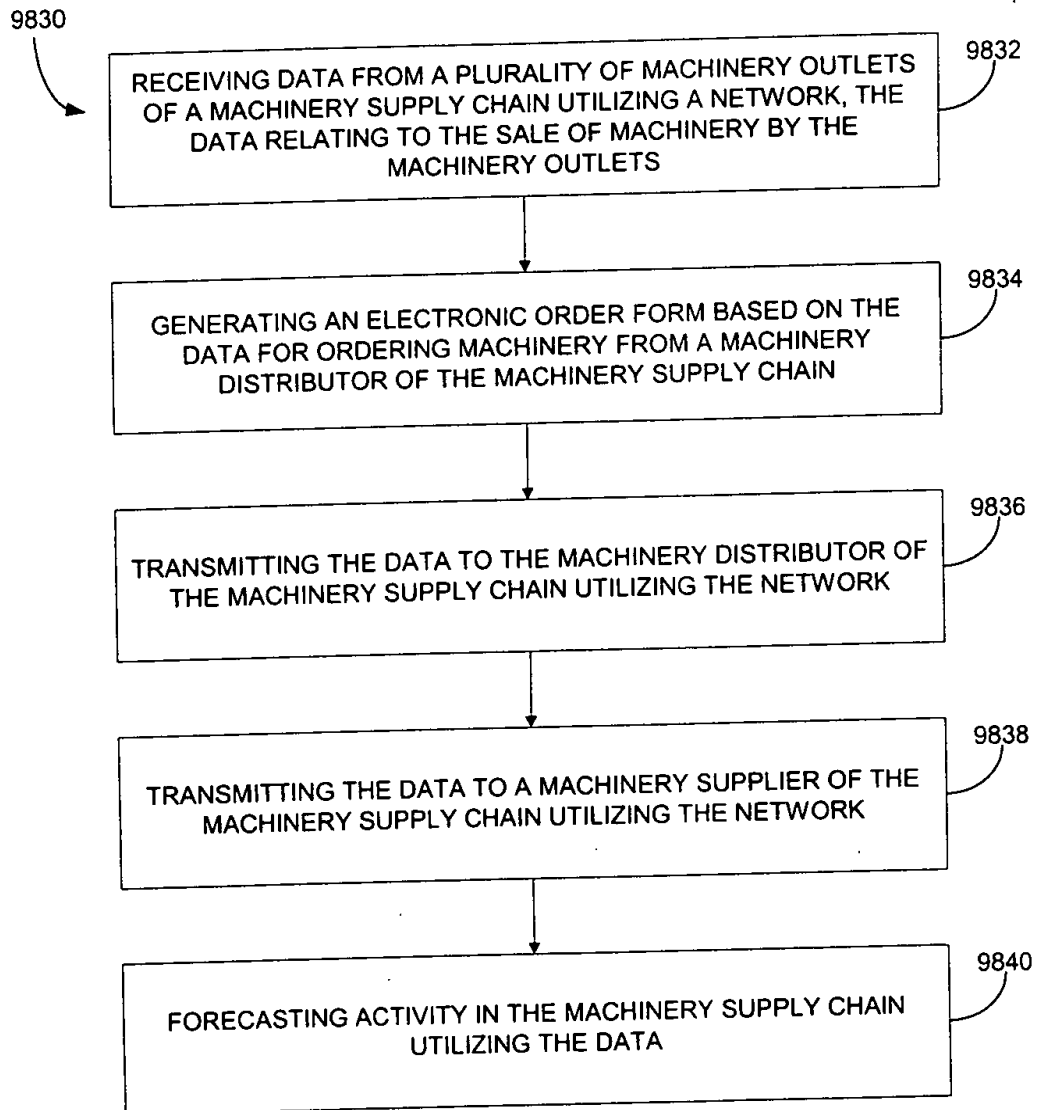 9830
9832
RECEIVING DATA FROM A PLURALITY OF MACHINERY OUTLETS
OF A MACHINERY SUPPLY CHAIN UTILIZING A NETWORK, THE
DATA RELATING TO THE SALE OF MACHINERY BY THE
MACHINERY OUTLETS
9834
GENERATING AN ELECTRONIC ORDER FORM BASED ON THE
DATA FOR ORDERING MACHINERY FROM A MACHINERY
DISTRIBUTOR OF THE MACHINERY SUPPLY CHAIN
9836
TRANSMITTING THE DATA TO THE MACHINERY DISTRIBUTOR OF
THE MACHINERY SUPPLY CHAIN UTILIZING THE NETWORK
9838
TRANSMITTING THE DATA TO A MACHINERY SUPPLIER OF THE
MACHINERY SUPPLY CHAIN UTILIZING THE NETWORK
9840
FORECASTING ACTIVITY IN THE MACHINERY SUPPLY CHAIN
UTILIZING THE DATA